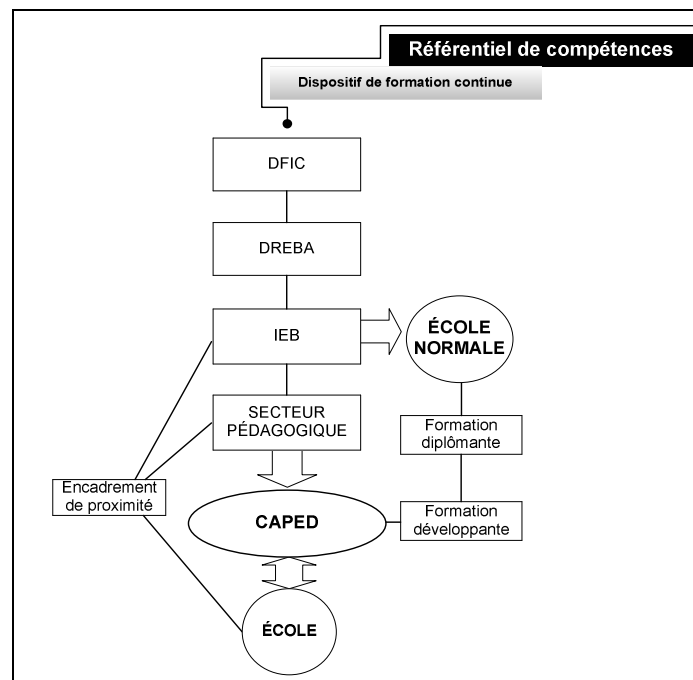 Référentiel de compétences
Dispositif de formation continue
DFIC
DREBA
IEB
ÉCOLE
NORMALE
SECTEUR
PÉDAGOGIQUE
Formation
diplômante
Encadrement
de proximité
CAPED
Formation
développante
ÉCOLE